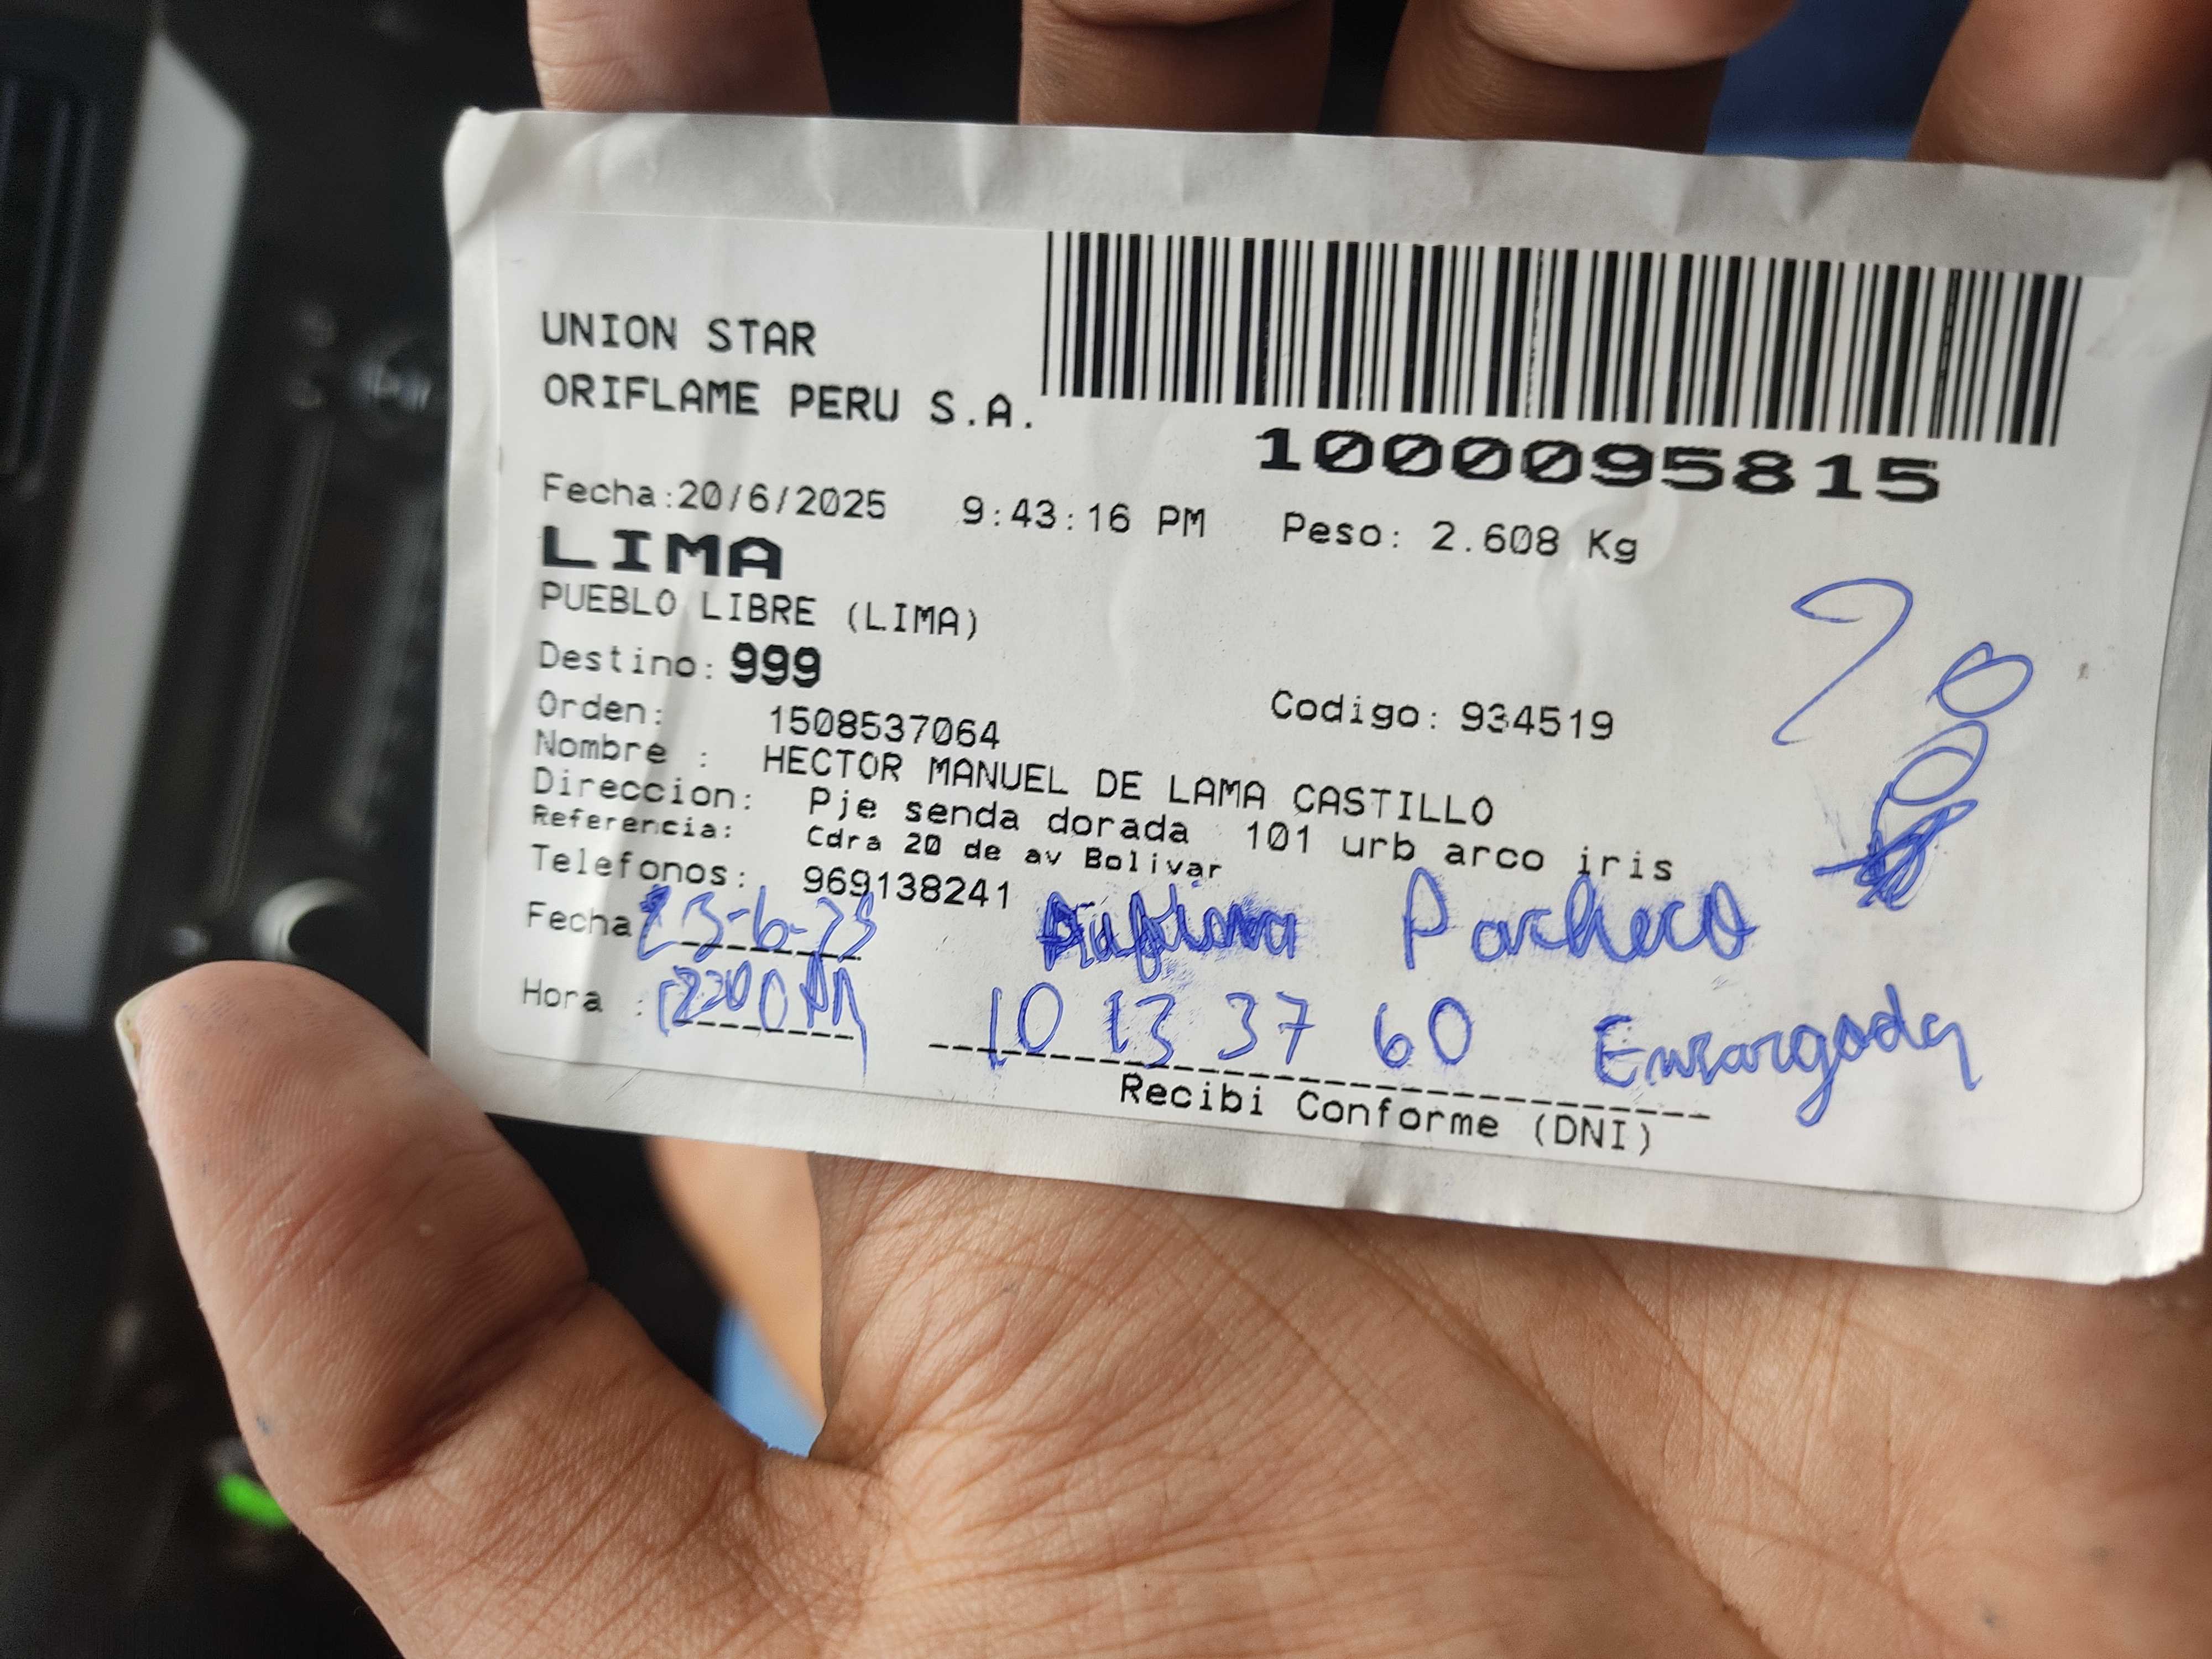 UNION STAR
ORIFLAME PERU S.A.
1000095815
Fecha:20/6/2025 9:43:16 PM Peso: 2.608 Kg
LIMA
PUEBLO LIBRE (LIMA)
Destino: 999
Orden: 1508537064 Codigo: 934519
Nombre : HECTOR MANUEL DE LAMA CASTILLO
Direccion: Pje senda dorada 101 urb arco iris
Referencia: Cdra 20 de av Bolivar
Telefonos: 969138241
Fecha 23-6-25 Pacheco
Hora : 10 13 37 60 Encargada
Recibi Conforme (DNI)